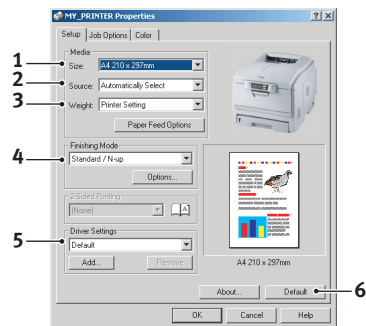 MY_PRINTER Properties
Setup Job Options Color
Media
1 Size: A4 210 x 297mm
2 Source: Automatically Select
3 Weight: Printer Setting
Paper Feed Options
Finishing Mode
4 Standard / N-up
Options...
2-Sided Printing
(None)
A
Driver Settings
5 Default
Add... Remove
A4 210 x 297mm
About... Default 6
OK Cancel Help